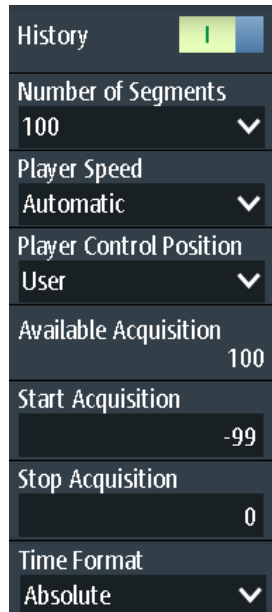 History
I
Number of Segments
100
Player Speed
Automatic
Player Control Position
User
Available Acquisition
100
Start Acquisition
-99
Stop Acquisition
0
Time Format
Absolute